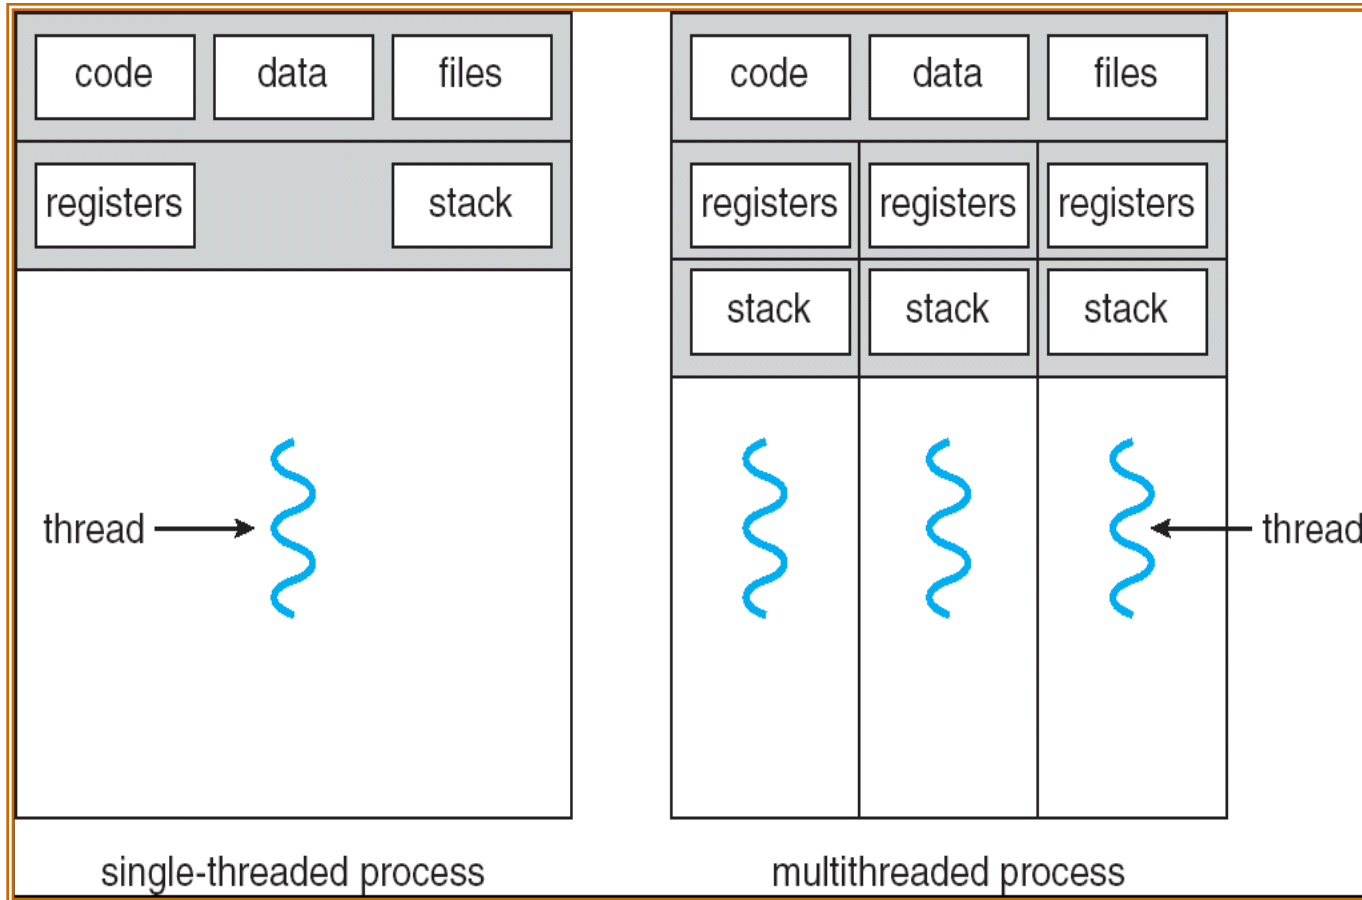 code data files
registers stack
thread
single-threaded process
code data files
registers registers registers
stack stack stack
thread
multithreaded process